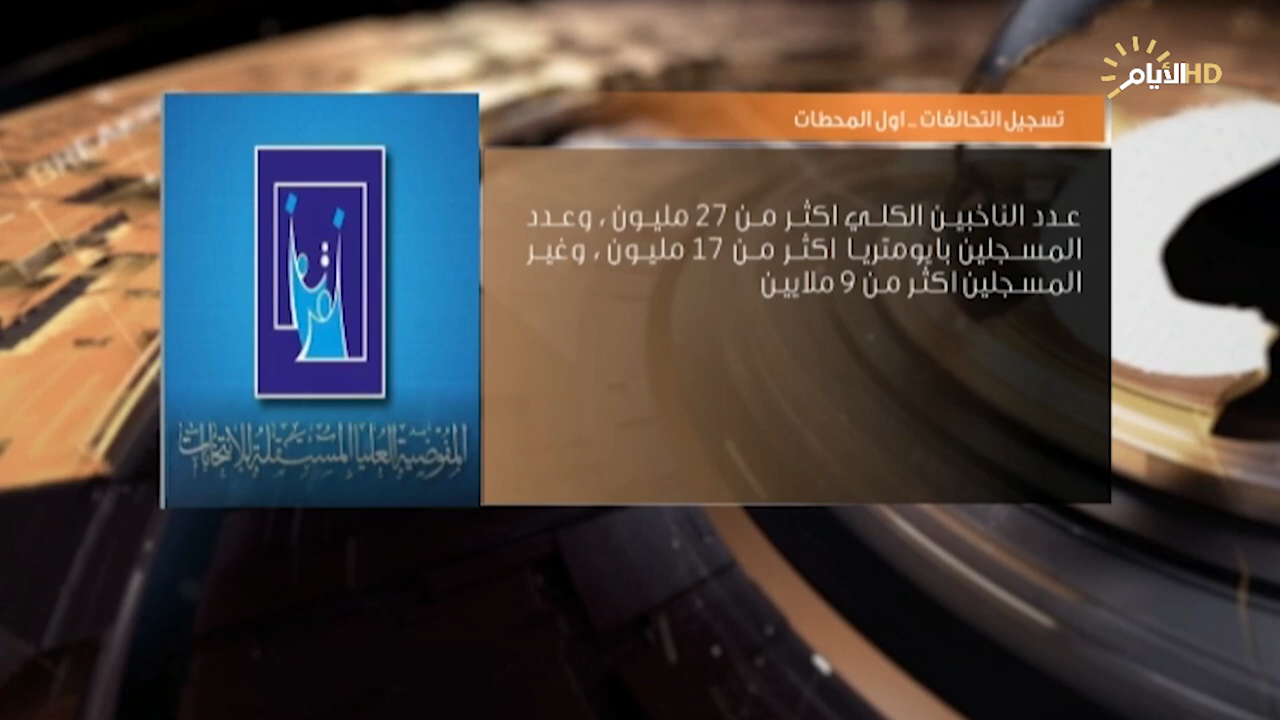 الأيام HD
تسجيل التحالفات .. اول المحطات
عدد الناخبين الكلي اكثر من 27 مليون ، وعدد
المسجلين بايومتريا اكثر من 17 مليون ، وغير
المسجلين اكثر من 9 ملايين
نعم
المفوضية العليا المستقلة للانتخابات